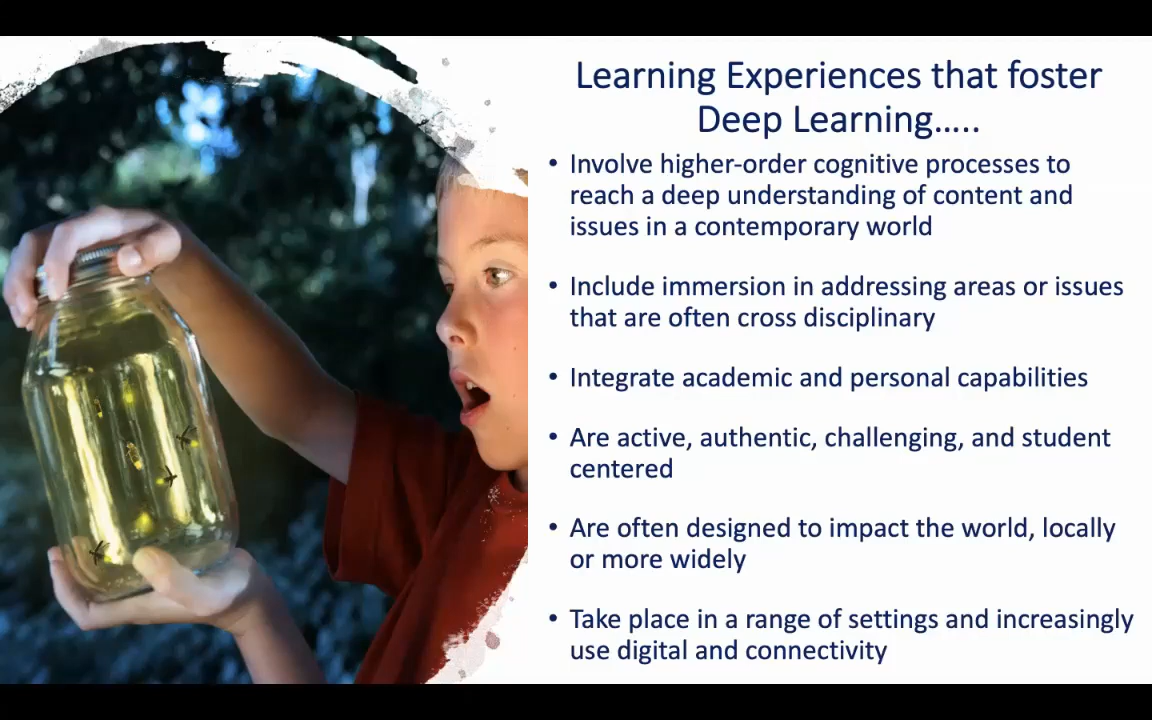 Learning Experiences that foster
Deep Learning.....
• Involve higher-order cognitive processes to
reach a deep understanding of content and
issues in a contemporary world
• Include immersion in addressing areas or issues
that are often cross disciplinary
• Integrate academic and personal capabilities
• Are active, authentic, challenging, and student
centered
• Are often designed to impact the world, locally
or more widely
• Take place in a range of settings and increasingly
use digital and connectivity